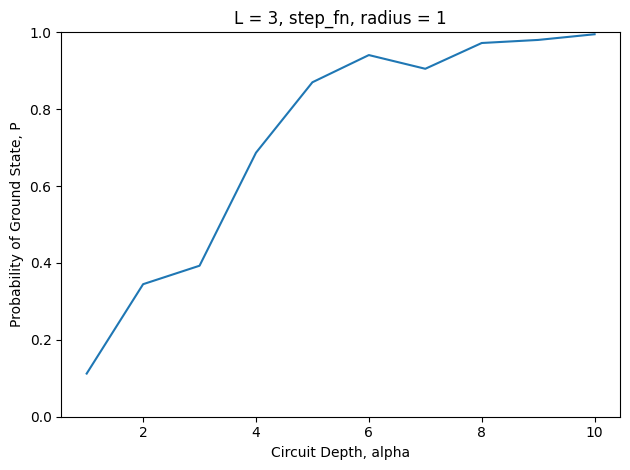 L = 3, step_fn, radius = 1
Probability of Ground State, P
1.0
0.8
0.6
0.4
0.2
0.0
2 4 6 8 10
Circuit Depth, alpha